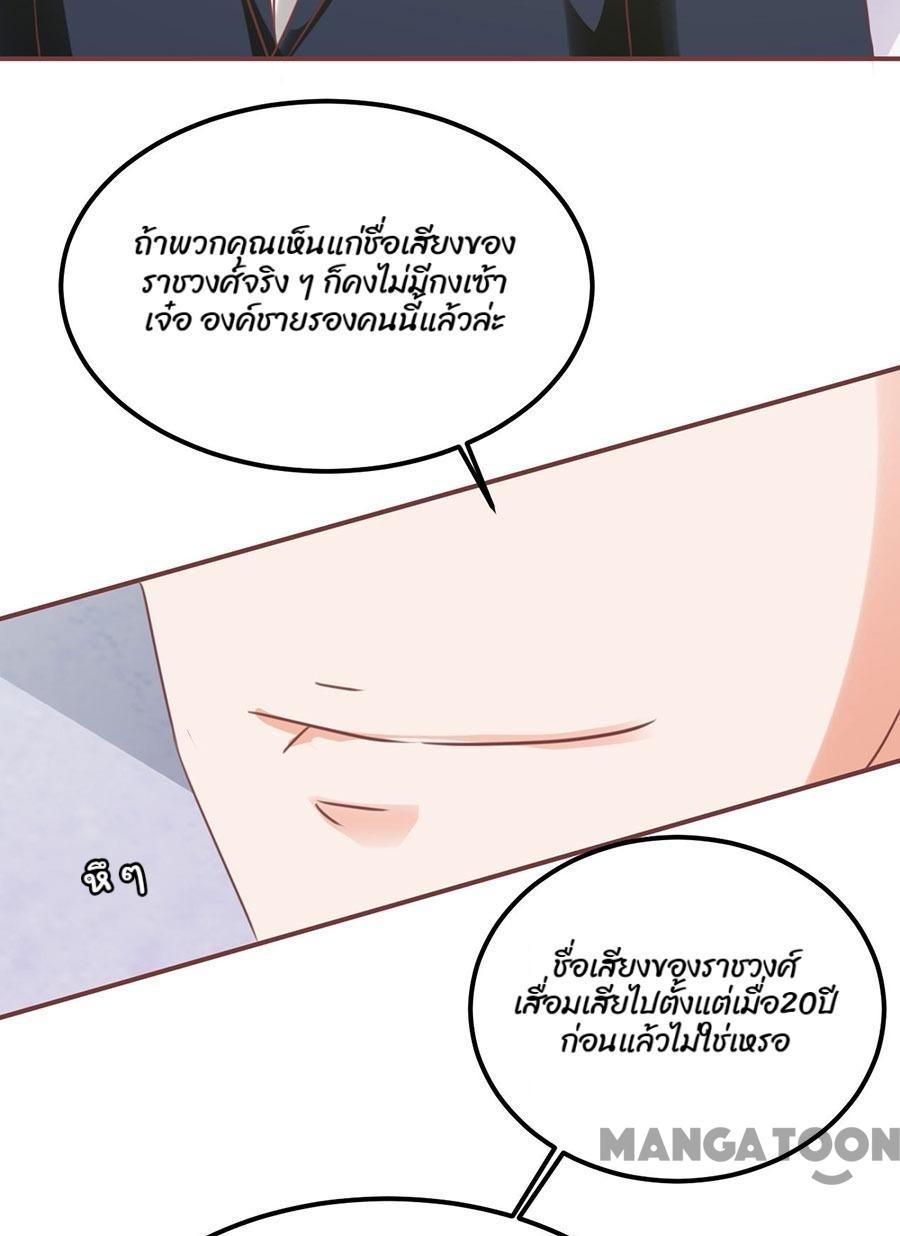 ถ้าพวกคุณเห็นแก่ชื่อเสียงของ
ราชวงศ์จริง ๆ ก็คงไม่มีกงเซ้า
เจ๋อ องค์ชายรองคนนี้แล้วล่ะ
หึๆ
ชื่อเสียงของราชวงศ์
เสื่อมเสียไปตั้งแต่เมื่อ20ปี
ก่อนแล้วไม่ใช่เหรอ
MANGATOON